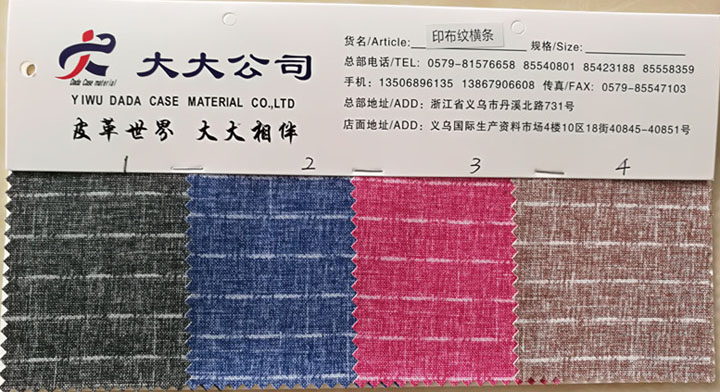 Dada Case material
大大公司
YIWU DADA CASE MATERIAL CO.,LTD
皮革世界 大大相伴
货名/Article: 印布纹横条 规格/Size:
总部电话/TEL: 0579-81576658 85540801 85423188 85558359
手机: 13506896135 13867906608 传真/FAX: 0579-85547103
总部地址/ADD: 浙江省义乌市丹溪北路731号
店面地址/ADD: 义乌国际生产资料市场4楼10区18街40845-40851号
1 2 3 4